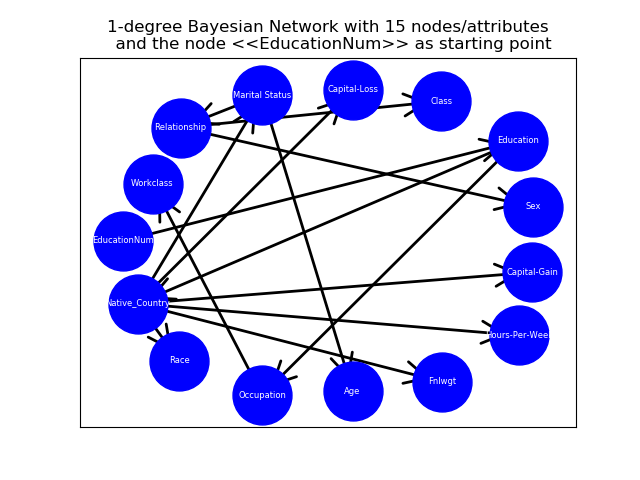 1-degree Bayesian Network with 15 nodes/attributes
and the node <<EducationNum>> as starting point
Marital Status
Capital-Loss
Class
Relationship
Education
Workclass
Sex
EducationNum
Capital-Gain
Native_Country
Hours-Per-Week
Race
Fnlwgt
Age
Occupation